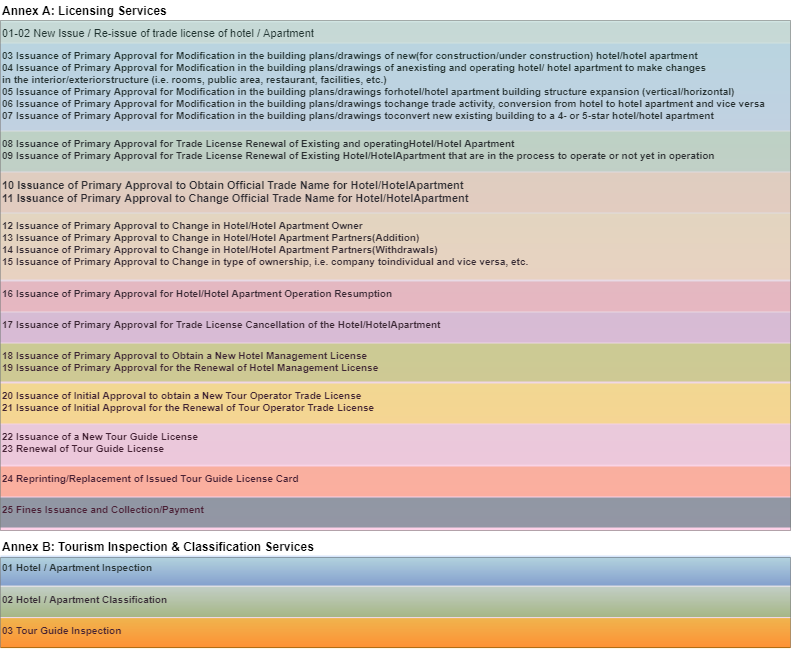 Annex A: Licensing Services
01-02 New Issue / Re-issue of trade license of hotel / Apartment
03 Issuance of Primary Approval for Modification in the building plans/drawings of new(for construction/under construction) hotel/hotel apartment
04 Issuance of Primary Approval for Modification in the building plans/drawings of anexisting and operating hotel/ hotel apartment to make changes
in the interior/exteriorstructure (i.e. rooms, public area, restaurant, facilities, etc.)
05 Issuance of Primary Approval for Modification in the building plans/drawings forhotel/hotel apartment building structure expansion (vertical/horizontal)
06 Issuance of Primary Approval for Modification in the building plans/drawings tochange trade activity, conversion from hotel to hotel apartment and vice versa
07 Issuance of Primary Approval for Modification in the building plans/drawings toconvert new existing building to a 4- or 5-star hotel/hotel apartment
08 Issuance of Primary Approval for Trade License Renewal of Existing and operatingHotel/Hotel Apartment
09 Issuance of Primary Approval for Trade License Renewal of Existing Hotel/HotelApartment that are in the process to operate or not yet in operation
10 Issuance of Primary Approval to Obtain Official Trade Name for Hotel/HotelApartment
11 Issuance of Primary Approval to Change Official Trade Name for Hotel/HotelApartment
12 Issuance of Primary Approval to Change in Hotel/Hotel Apartment Owner
13 Issuance of Primary Approval to Change in Hotel/Hotel Apartment Partners(Addition)
14 Issuance of Primary Approval to Change in Hotel/Hotel Apartment Partners(Withdrawals)
15 Issuance of Primary Approval to Change in type of ownership, i.e. company toindividual and vice versa, etc.
16 Issuance of Primary Approval for Hotel/Hotel Apartment Operation Resumption
17 Issuance of Primary Approval for Trade License Cancellation of the Hotel/HotelApartment
18 Issuance of Primary Approval to Obtain a New Hotel Management License
19 Issuance of Primary Approval for the Renewal of Hotel Management License
20 Issuance of Initial Approval to obtain a New Tour Operator Trade License
21 Issuance of Initial Approval for the Renewal of Tour Operator Trade License
22 Issuance of a New Tour Guide License
23 Renewal of Tour Guide License
24 Reprinting/Replacement of Issued Tour Guide License Card
25 Fines Issuance and Collection/Payment
Annex B: Tourism Inspection & Classification Services
01 Hotel / Apartment Inspection
02 Hotel / Apartment Classification
03 Tour Guide Inspection